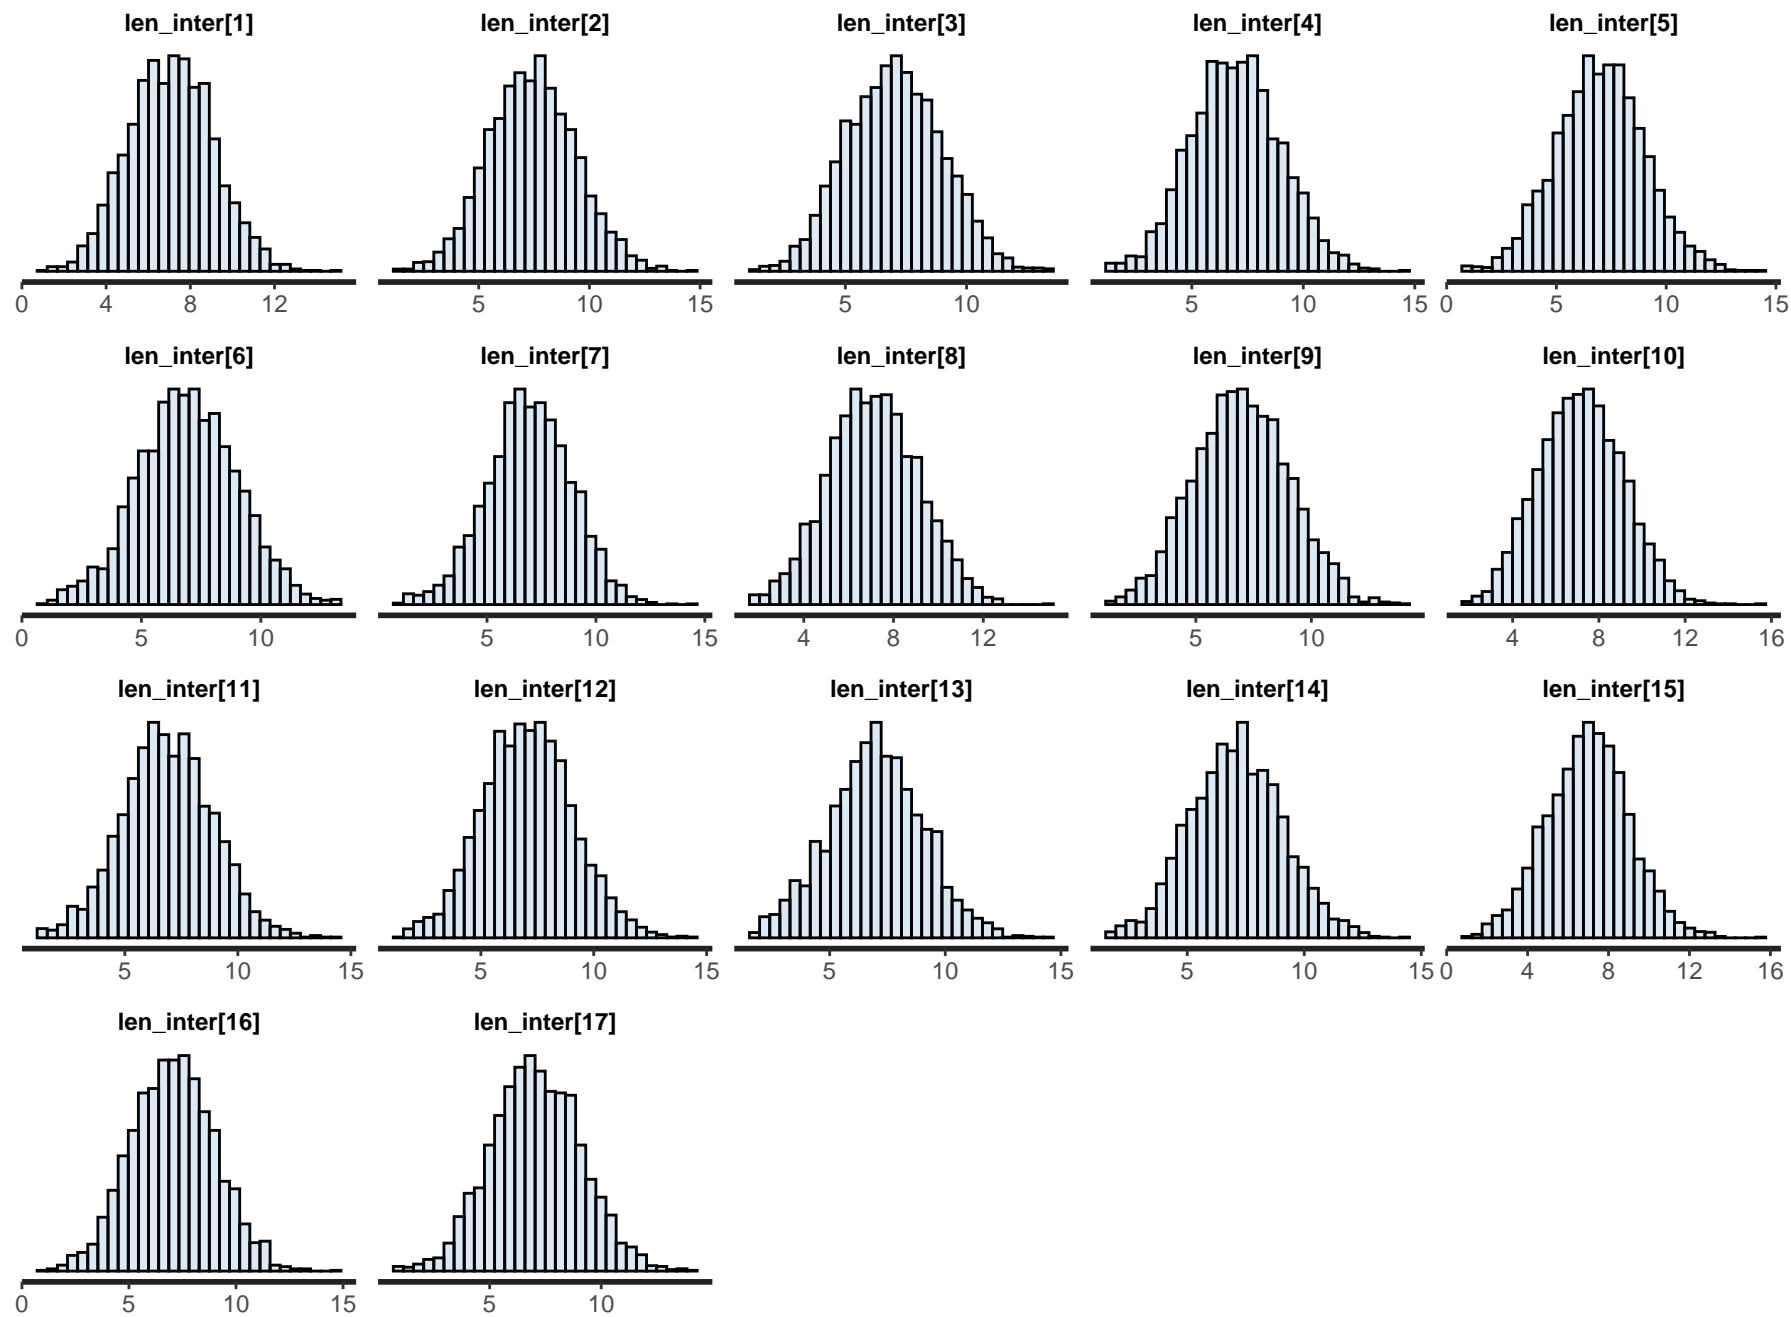 len_inter[1] len_inter[2] len_inter[3] len_inter[4] len_inter[5]
0 4 8 12 5 10 15 5 10 5 10 15 0 5 10 15
len_inter[6] len_inter[7] len_inter[8] len_inter[9] len_inter[10]
0 5 10 5 10 15 4 8 12 5 10 4 8 12 16
len_inter[11] len_inter[12] len_inter[13] len_inter[14] len_inter[15]
5 10 15 5 10 15 5 10 15 5 10 15 0 4 8 12 16
len_inter[16] len_inter[17]
0 5 10 15 5 10